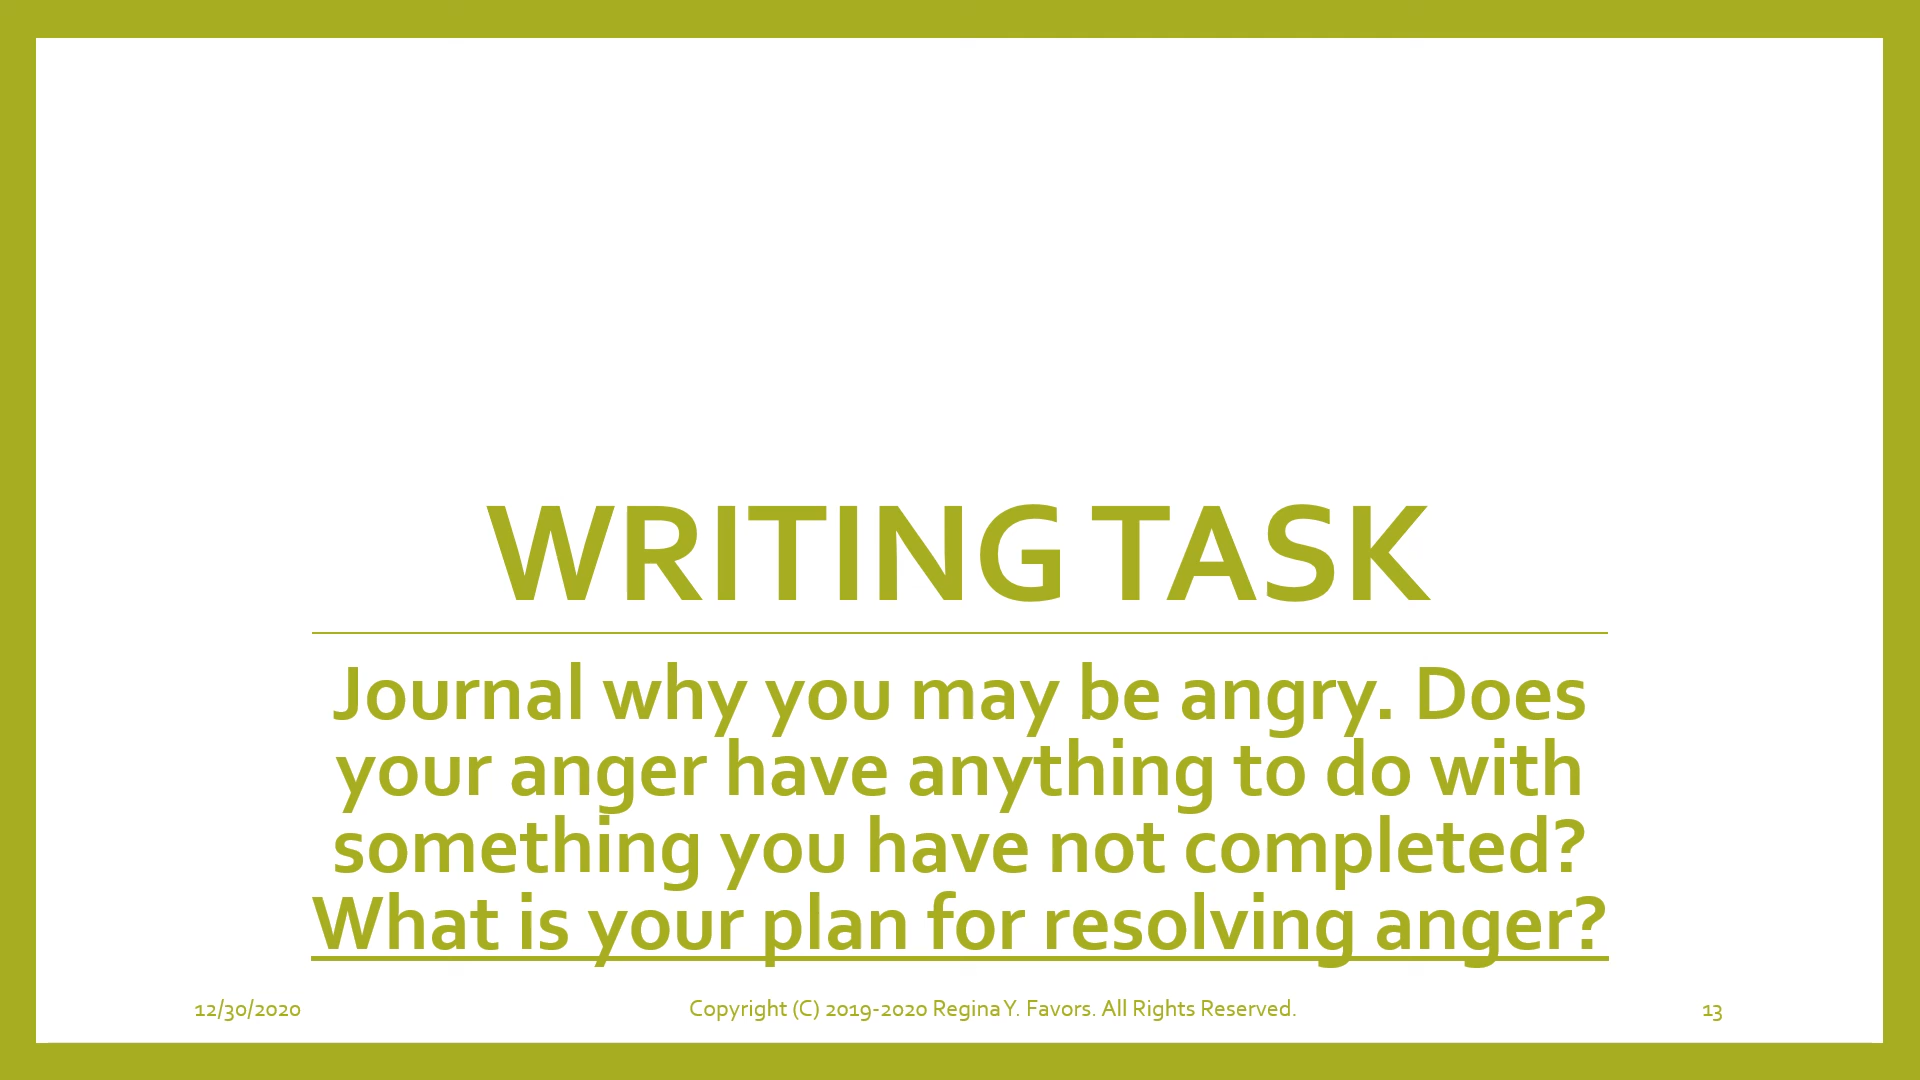 WRITING TASK
Journal why you may be angry. Does
your anger have anything to do with
something you have not completed?
What is your plan for resolving anger?
12/30/2020
Copyright (C) 2019-2020 Regina Y. Favors. All Rights Reserved.
13